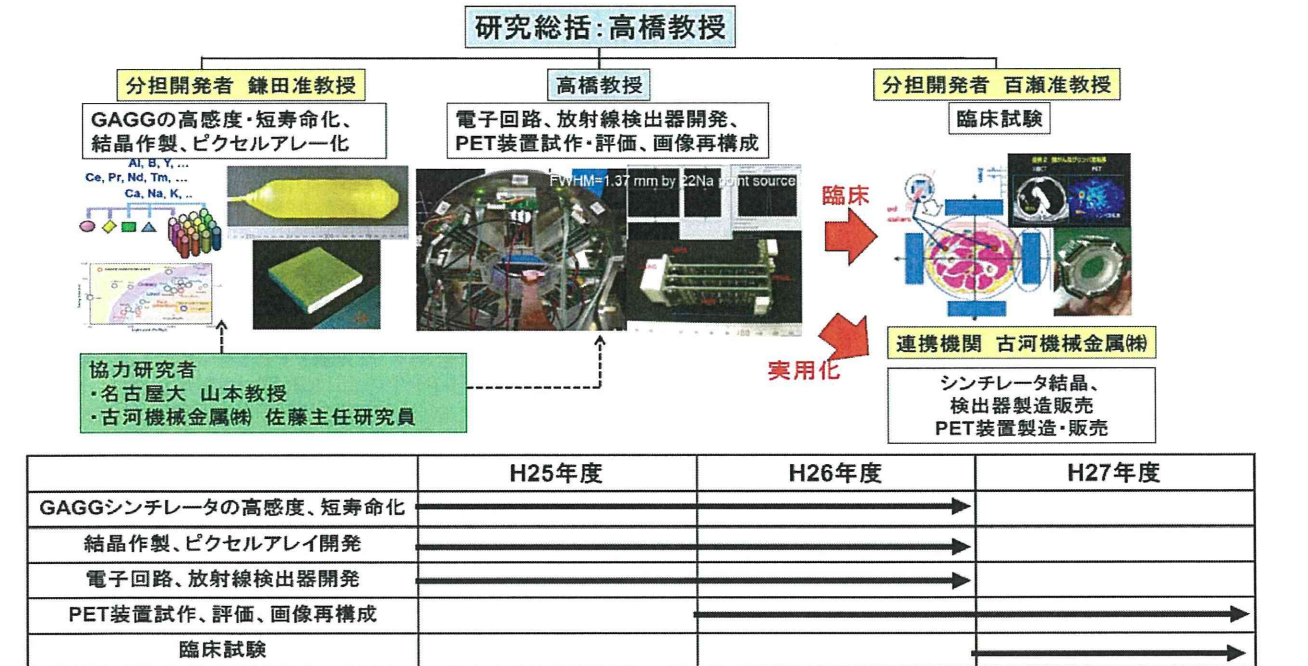 研究総括:高橋教授
分担開発者 鎌田准教授
GAGGの高感度・短寿命化、
結晶作製、ピクセルアレー化
Al, B, Y, ...
Ce, Pr, Nd, Tm, ...
Ca, Na, K, ..
高橋教授
電子回路、放射線検出器開発、
PET装置試作・評価、画像再構成
FWHM=1.37 mm by 22Na point source
分担開発者 百瀬准教授
臨床試験
臨床
PET
実用化
連携機関 古河機械金属㈱
シンチレータ結晶、
検出器製造販売
PET装置製造・販売
協力研究者
・名古屋大 山本教授
・古河機械金属㈱ 佐藤主任研究員
H25年度 H26年度 H27年度
GAGGシンチレータの高感度、短寿命化
結晶作製、ピクセルアレイ開発
電子回路、放射線検出器開発
PET装置試作、評価、画像再構成
臨床試験